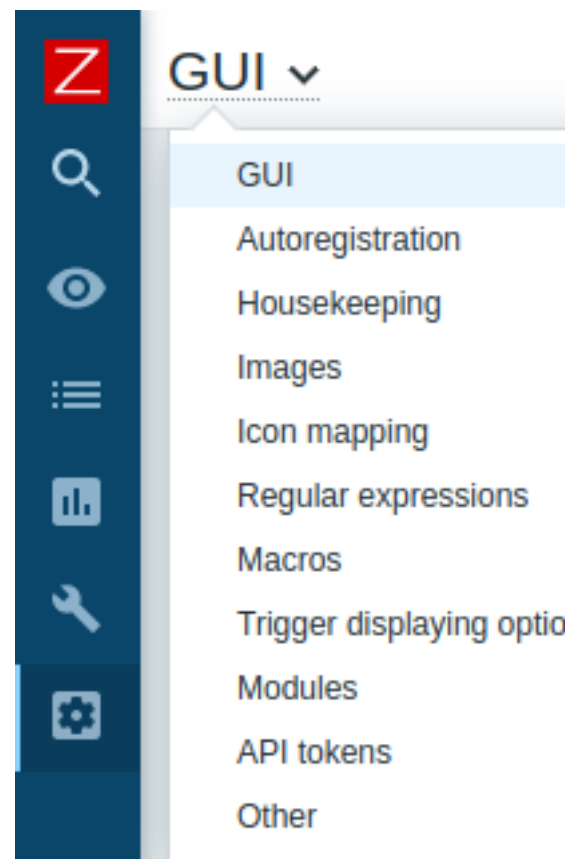 Z
GUI
GUI
Autoregistration
Housekeeping
Images
Icon mapping
Regular expressions
Macros
Trigger displaying optio
Modules
API tokens
Other